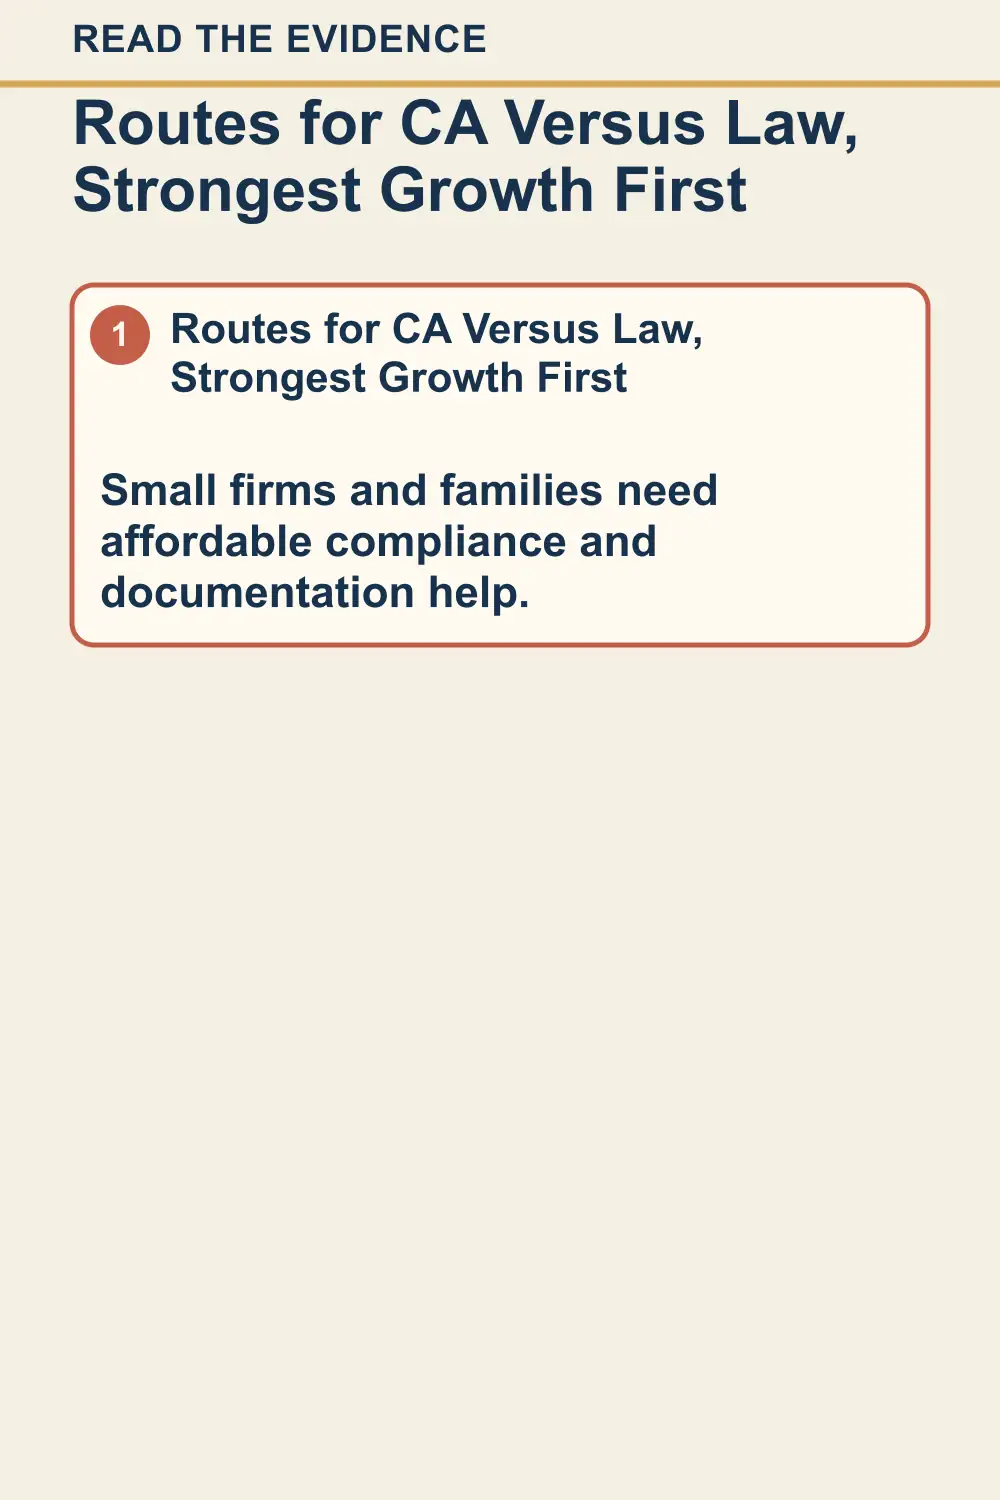 READ THE EVIDENCE
Routes for CA Versus Law,
Strongest Growth First
1
Routes for CA Versus Law,
Strongest Growth First
Small firms and families need
affordable compliance and
documentation help.